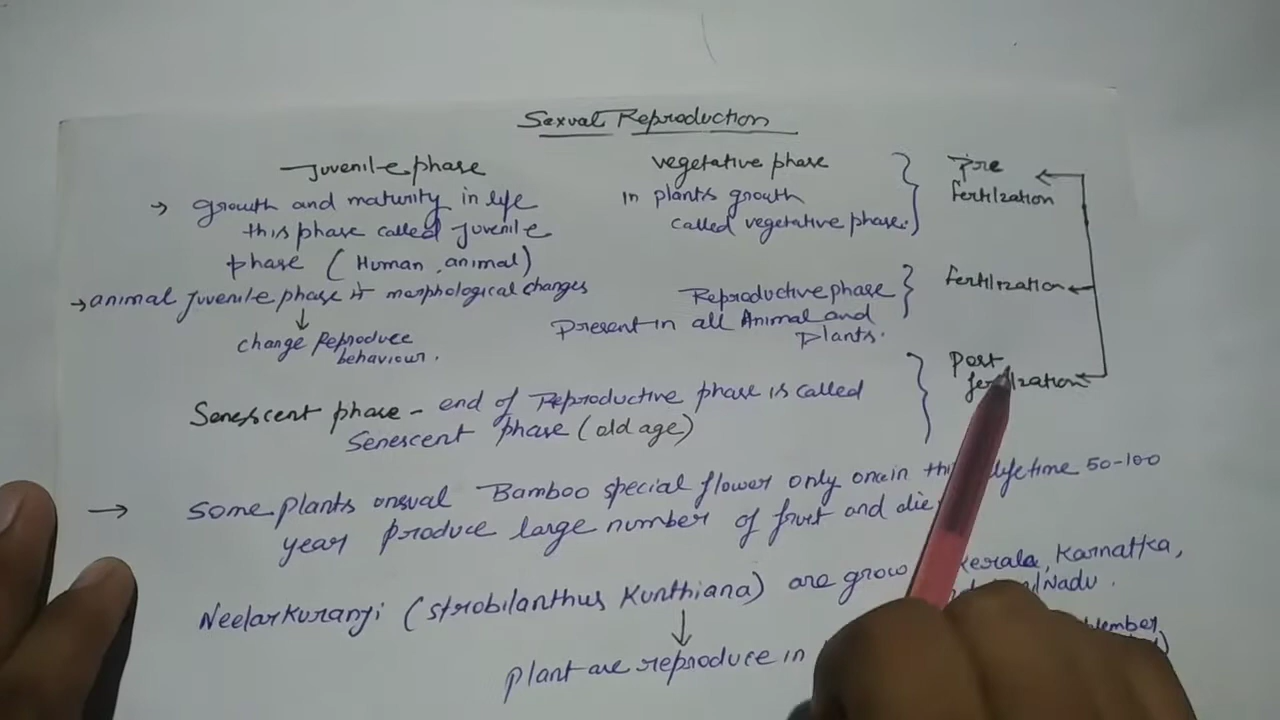 Sexual Reproduction
Juvenile phase
→ growth and maturity in life
this phase called Juvenile
phase (Human, animal)
→ animal juvenile phase it morphological changes
↓
change Reproduce
behaviour.
vegetative phase
In plants growth
called vegetative phase.
Reproductive phase
Present in all Animal and
plants.
Pre
fertilization
fertilization
Post
Senescent phase - end of Reproductive phase is called
Senescent phase (old age)
→ Some plants unsual Bamboo special flower only once in lifetime 50-100
year produce large number of fruit and die
Neelarkuranji (strobilanthus Kunthiana) are grow kerala, Karnatka,
Nadu.
↓
plant are reproduce in